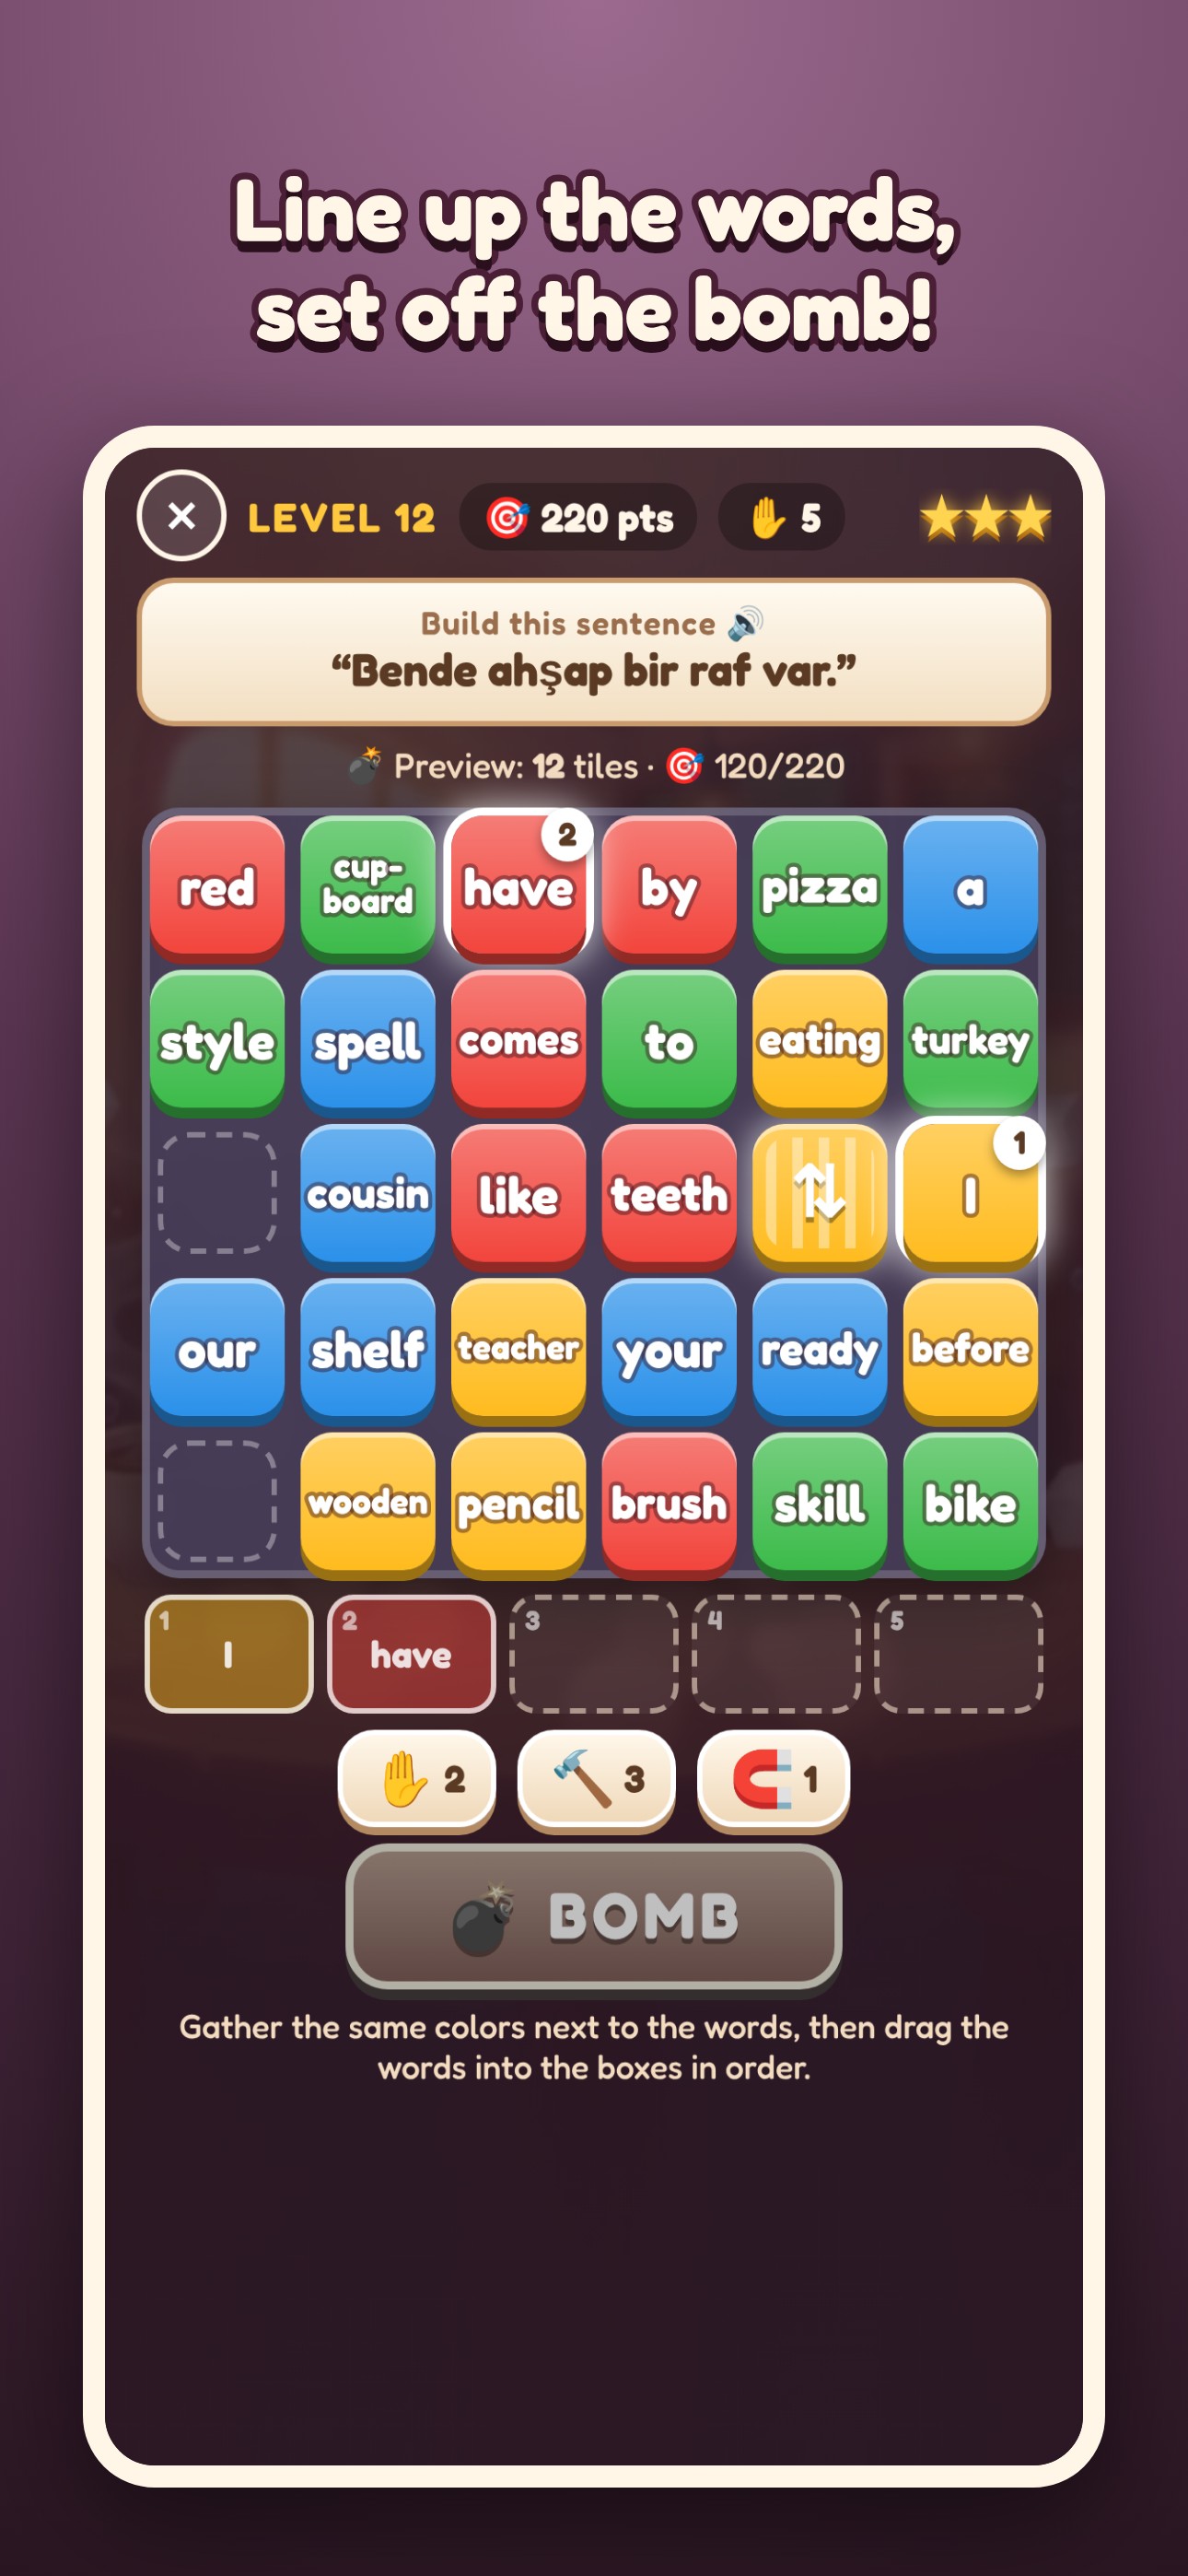 Line up the words,
set off the bomb!
LEVEL 12
220 pts
5
Build this sentence
“Bende ahşap bir raf var.”
Preview: 12 tiles · 120/220
red
cup-
board
have
2
by
pizza
a
style
spell
comes
to
eating
turkey
cousin
like
teeth
I
1
our
shelf
teacher
your
ready
before
wooden
pencil
brush
skill
bike
1
I
2
have
3
4
5
2
3
1
BOMB
Gather the same colors next to the words, then drag the
words into the boxes in order.